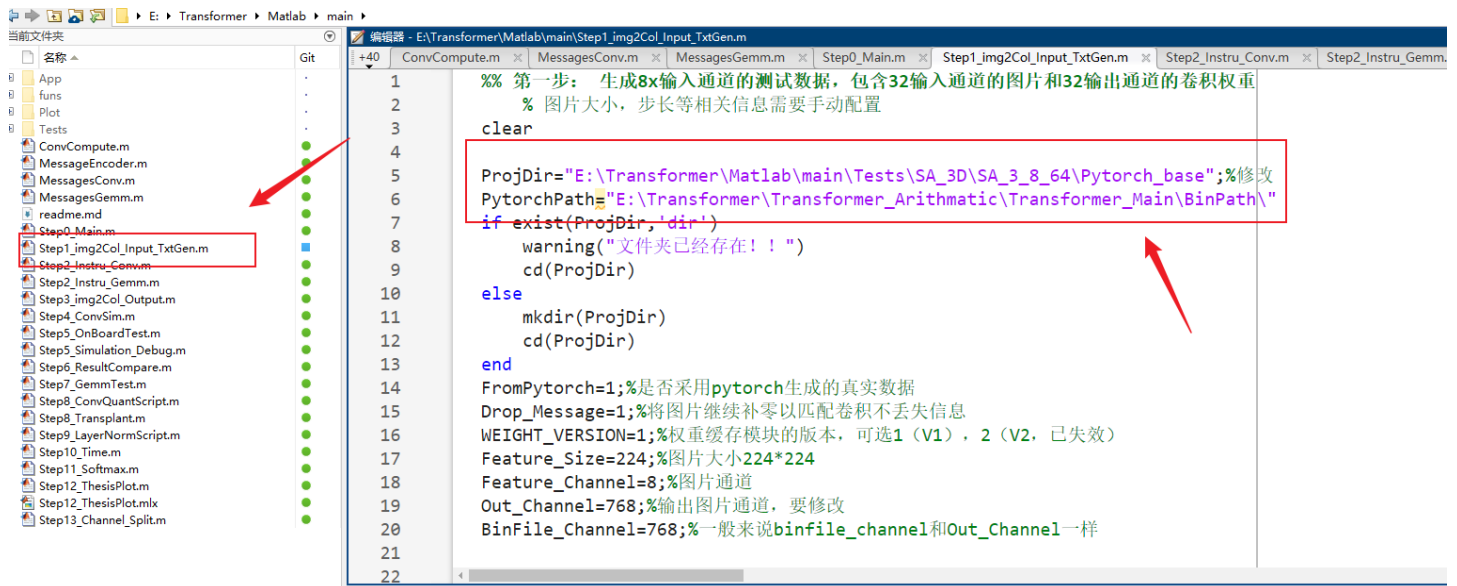 E: ▸ Transformer ▸ Matlab ▸ main ▸
当前文件夹
名称
Git
App
funs
Plot
Tests
ConvCompute.m
MessageEncoder.m
MessagesConv.m
MessagesGemm.m
readme.md
Step0_Main.m
Step1_img2Col_Input_TxtGen.m
Step2_Instru_Conv.m
Step2_Instru_Gemm.m
Step3_img2Col_Output.m
Step4_ConvSim.m
Step5_OnBoardTest.m
Step5_Simulation_Debug.m
Step6_ResultCompare.m
Step7_GemmTest.m
Step8_ConvQuantScript.m
Step8_Transplant.m
Step9_LayerNormScript.m
Step10_Time.m
Step11_Softmax.m
Step12_ThesisPlot.m
Step12_ThesisPlot.mlx
Step13_Channel_Split.m
编辑器 - E:\Transformer\Matlab\main\Step1_img2Col_Input_TxtGen.m
+40 ConvCompute.m MessagesConv.m MessagesGemm.m Step0_Main.m Step1_img2Col_Input_TxtGen.m Step2_Instru_Conv.m Step2_Instru_Gemm.
1 %% 第一步： 生成8x输入通道的测试数据，包含32输入通道的图片和32输出通道的卷积权重
2 % 图片大小，步长等相关信息需要手动配置
3 clear
4
5 ProjDir="E:\Transformer\Matlab\main\Tests\SA_3D\SA_3_8_64\Pytorch_base";%修改
6 PytorchPath="E:\Transformer\Transformer_Arithmatic\Transformer_Main\BinPath\"
7 if exist(ProjDir,'dir')
8 warning("文件夹已经存在！！")
9 cd(ProjDir)
10 else
11 mkdir(ProjDir)
12 cd(ProjDir)
13 end
14 FromPytorch=1;%是否采用pytorch生成的真实数据
15 Drop_Message=1;%将图片继续补零以匹配卷积不丢失信息
16 WEIGHT_VERSION=1;%权重缓存模块的版本，可选1（V1），2（V2，已失效）
17 Feature_Size=224;%图片大小224*224
18 Feature_Channel=8;%图片通道
19 Out_Channel=768;%输出图片通道，要修改
20 BinFile_Channel=768;%一般来说binfile_channel和Out_Channel一样
21
22